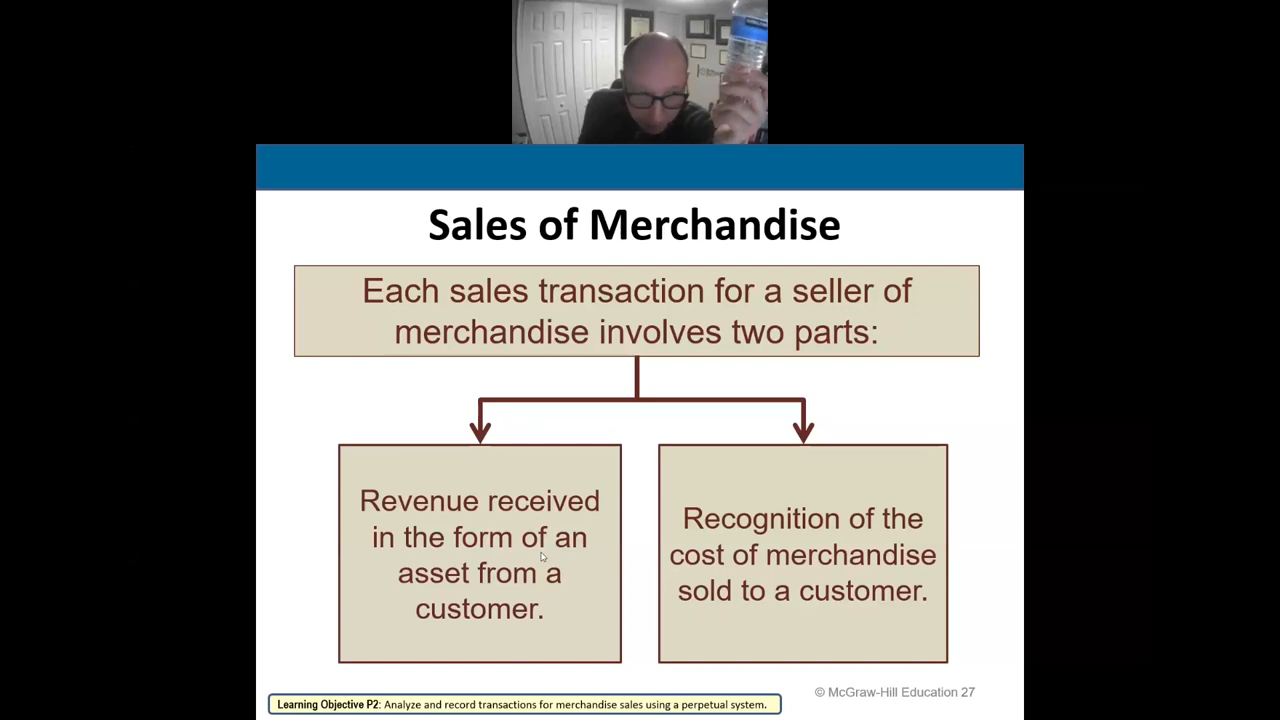 Sales of Merchandise
Each sales transaction for a seller of
merchandise involves two parts:
Revenue received
in the form of an
asset from a
customer.
Recognition of the
cost of merchandise
sold to a customer.
© McGraw-Hill Education 27
Learning Objective P2: Analyze and record transactions for merchandise sales using a perpetual system.